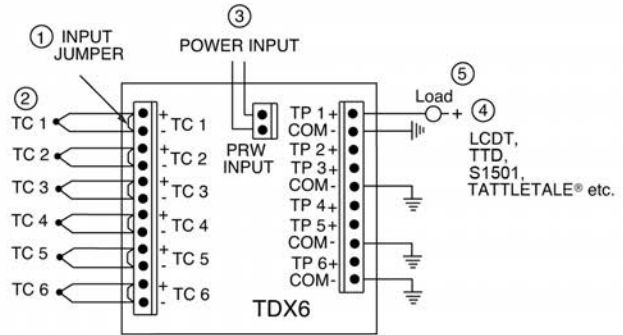 ③
POWER INPUT
① INPUT
JUMPER
②
TC 1
TC 2
TC 3
TC 4
TC 5
TC 6
+
-
TC 1
+
-
TC 2
+
-
TC 3
+
-
TC 4
+
-
TC 5
+
-
TC 6
PRW
INPUT
TP 1+
COM-
TP 2+
TP 3+
COM-
TP 4+
TP 5+
COM-
TP 6+
COM-
TDX6
⑤
Load
+
④
LCDT,
TTD,
S1501,
TATTLETALE® etc.